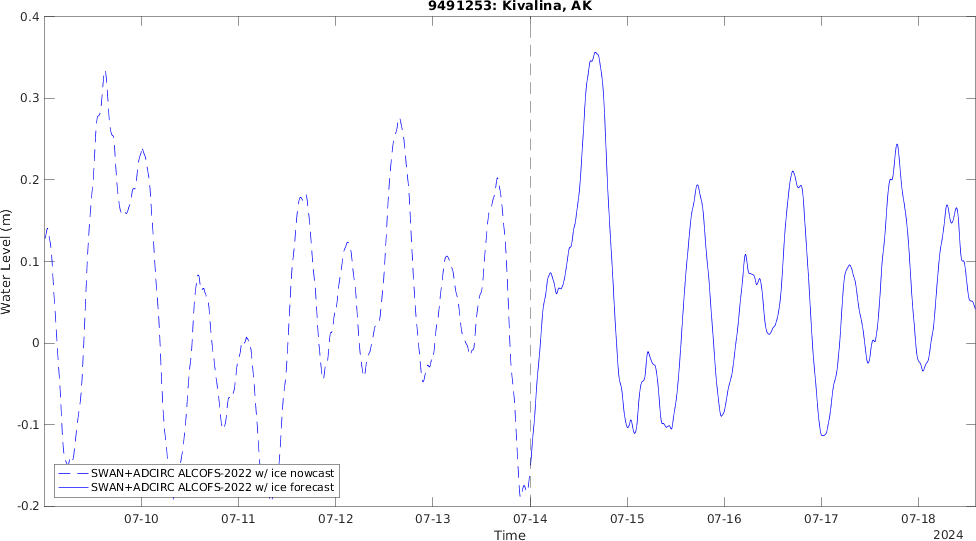 9491253: Kivalina, AK
Water Level (m)
0.4
0.3
0.2
0.1
0
-0.1
-0.2
SWAN+ADCIRC ALCOFS-2022 w/ ice nowcast
SWAN+ADCIRC ALCOFS-2022 w/ ice forecast
07-10 07-11 07-12 07-13 07-14 07-15 07-16 07-17 07-18
Time
2024